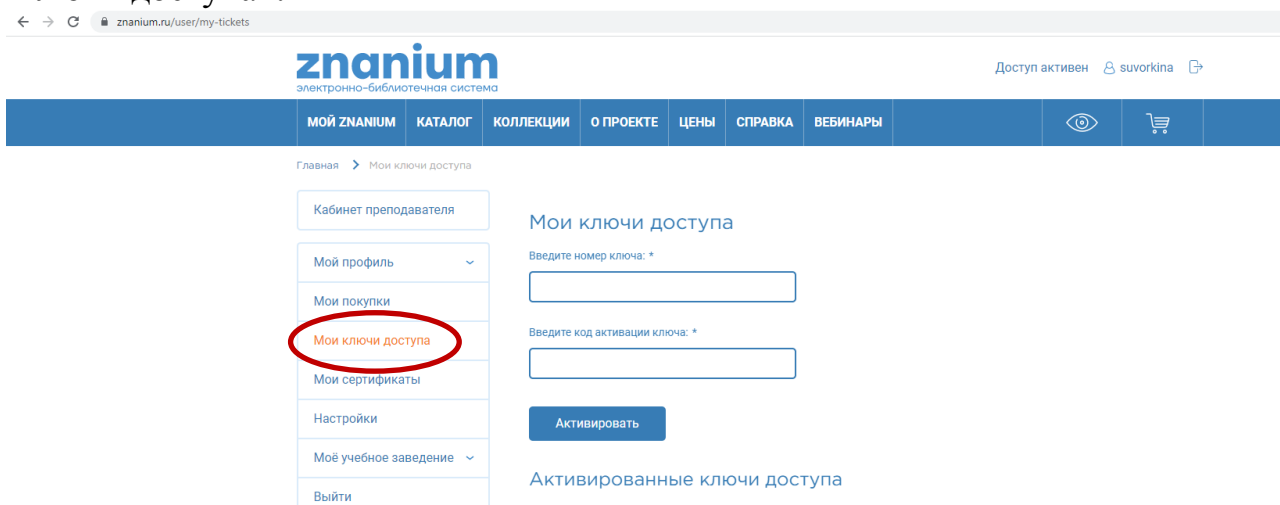 znanium.ru/user/my-tickets
znanium
электронно-библиотечная система
Доступ активен suvorkina
МОЙ ZNANIUM КАТАЛОГ КОЛЛЕКЦИИ О ПРОЕКТЕ ЦЕНЫ СПРАВКА ВЕБИНАРЫ
Главная Мои ключи доступа
Кабинет преподавателя
Мой профиль
Мои покупки
Мои ключи доступа
Мои сертификаты
Настройки
Моё учебное заведение
Выйти
Мои ключи доступа
Введите номер ключа: *
Введите код активации ключа: *
Активировать
Активированные ключи доступа